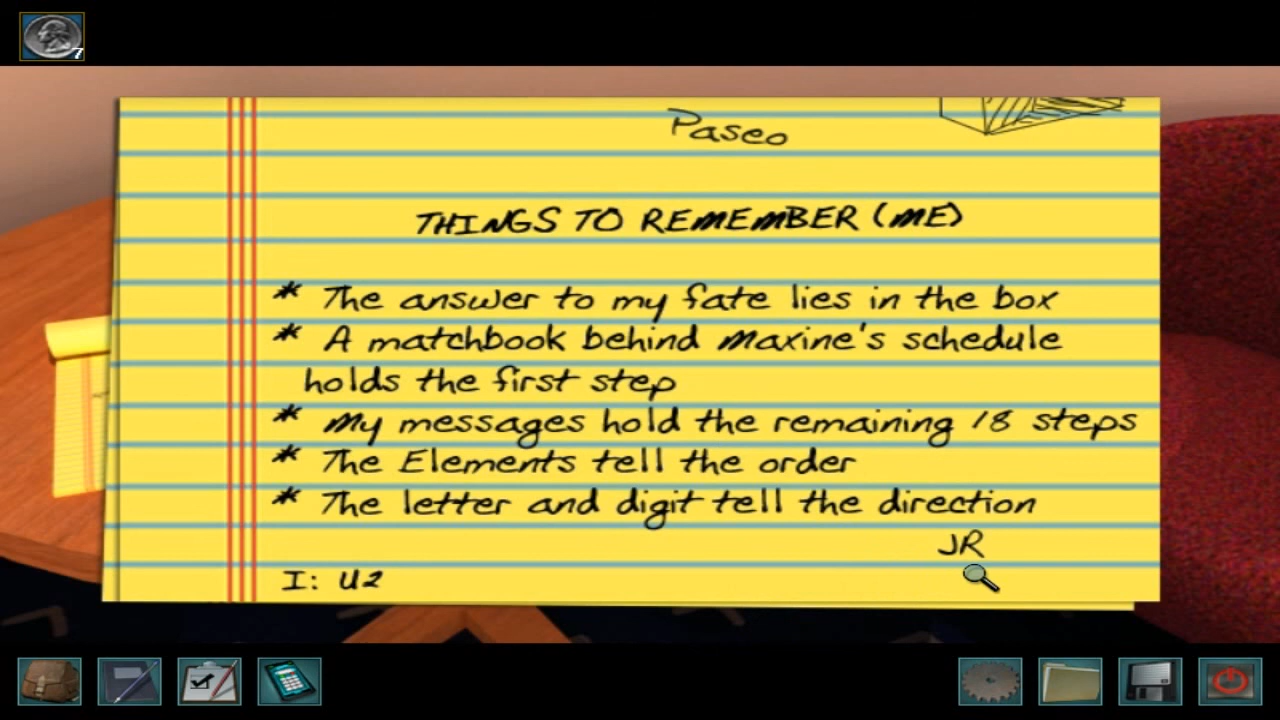 7
Paseo
THINGS TO REMEMBER (ME)
* The answer to my fate lies in the box
* A matchbook behind Maxine's schedule
holds the first step
* My messages hold the remaining 18 steps
* The Elements tell the order
* The letter and digit tell the direction
JR
I: U2